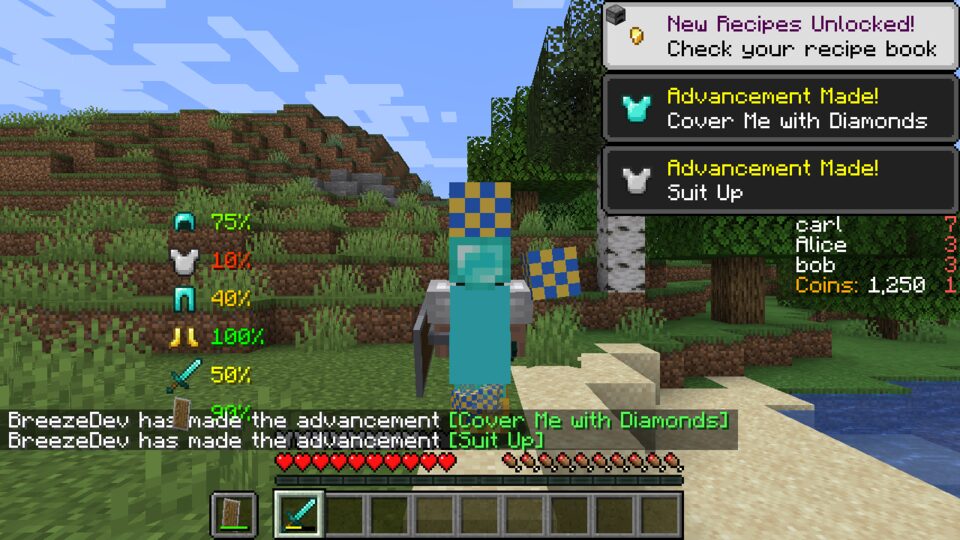 New Recipes Unlocked!
Check your recipe book
Advancement Made!
Cover Me with Diamonds
Advancement Made!
Suit Up
carl 7
Alice 3
bob 3
Coins: 1,250 1
75%
10%
40%
100%
50%
90%
BreezeDev has made the advancement [Cover Me with Diamonds]
BreezeDev has made the advancement [Suit Up]